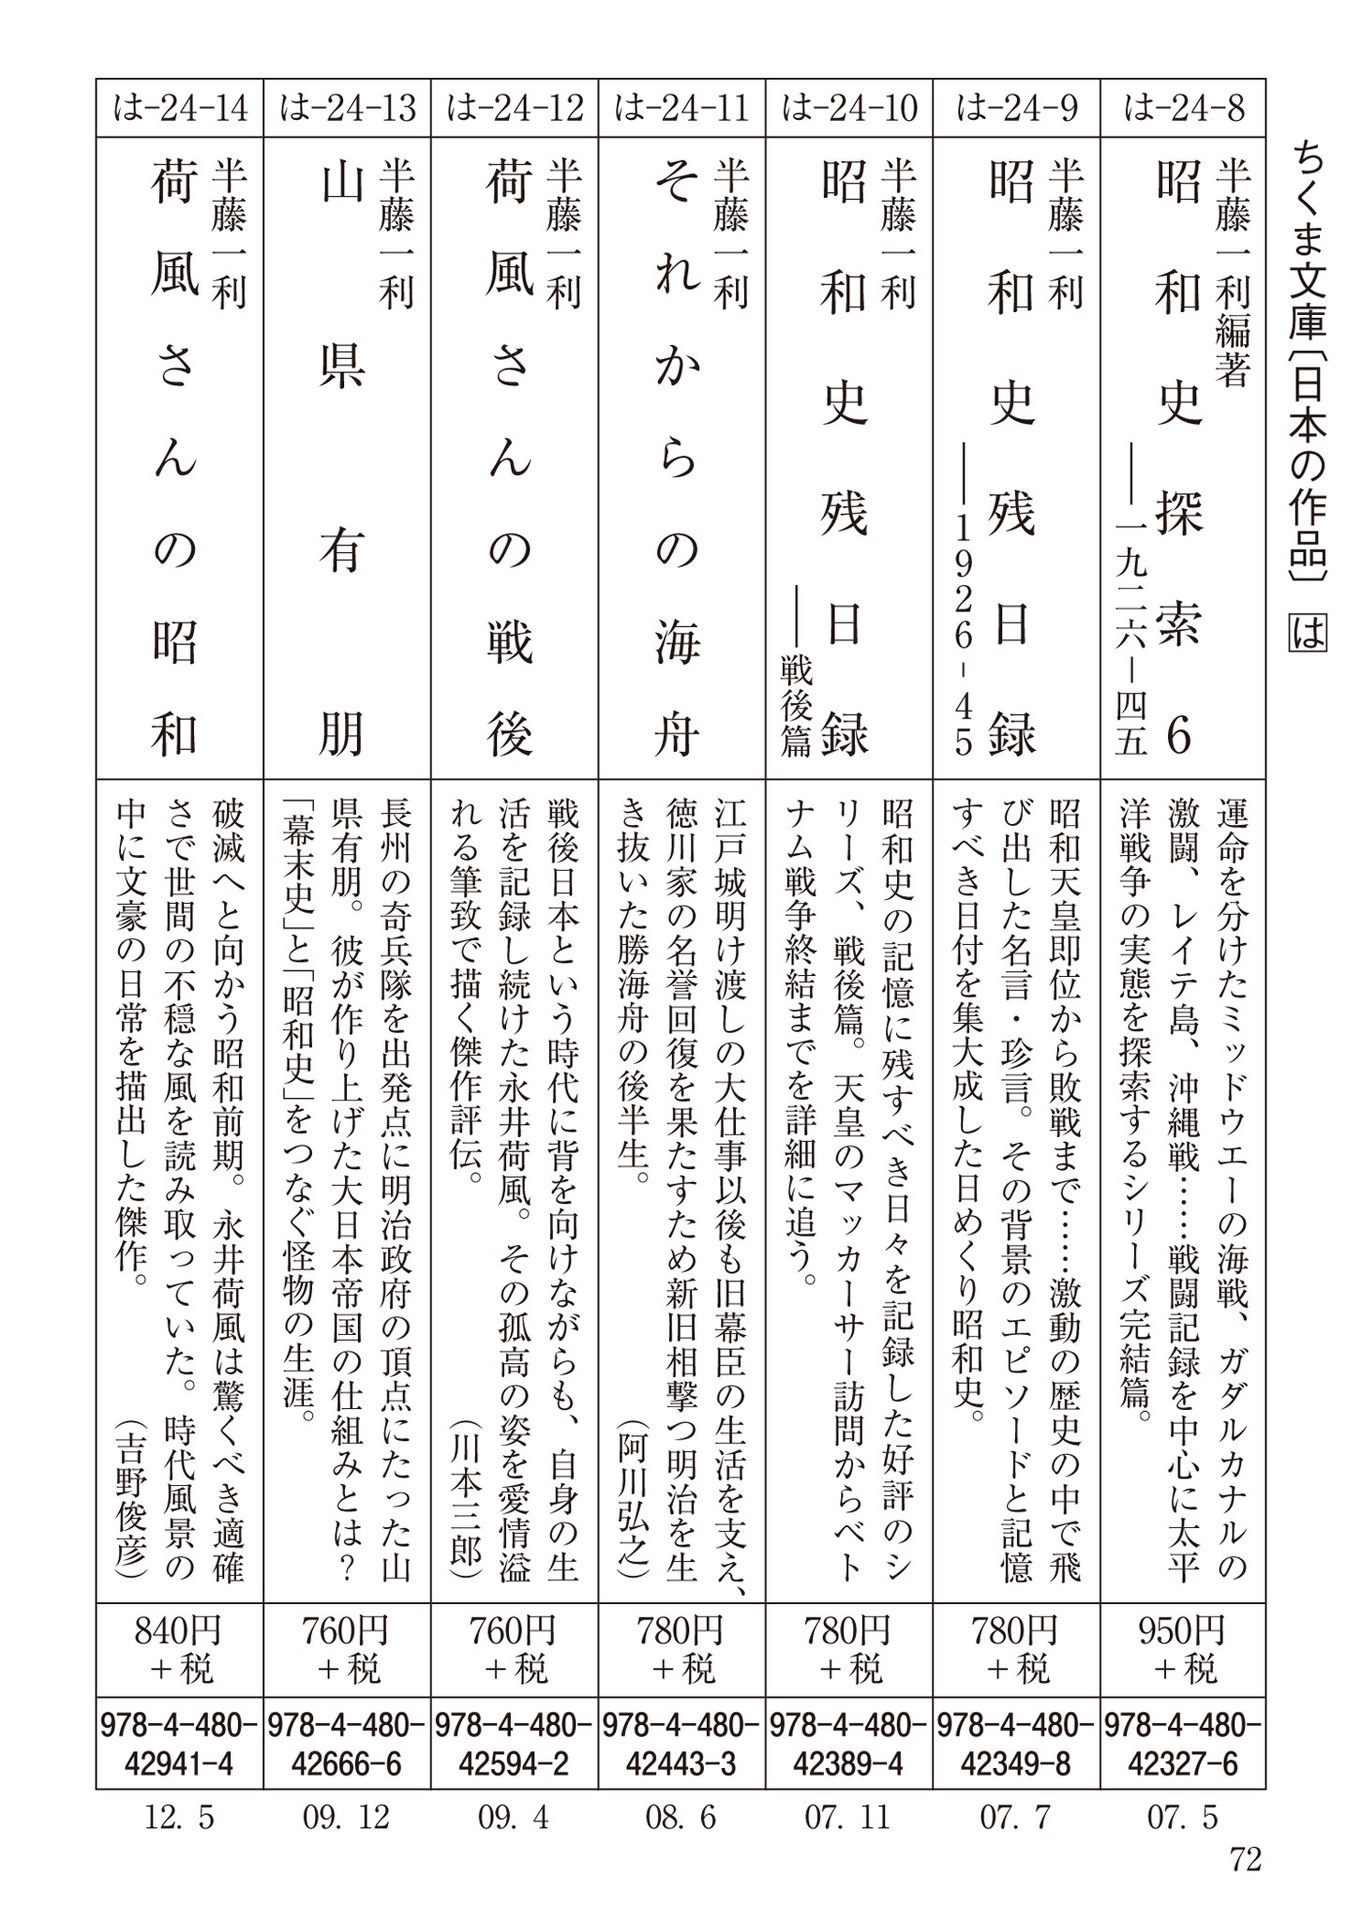 ちくま文庫〔日本の作品〕 は
は-24-8
半藤一利編著
昭和史探索6
――一九二六―四五
運命を分けたミッドウエーの海戦、ガダルカナルの
激闘、レイテ島、沖縄戦……戦闘記録を中心に太平
洋戦争の実態を探索するシリーズ完結篇。
950円
+税
978-4-480-
42327-6
07. 5
は-24-9
半藤一利
昭和史残日録
――1926-45
昭和天皇即位から敗戦まで……激動の歴史の中で飛
び出した名言・珍言。その背景のエピソードと記憶
すべき日付を集大成した日めくり昭和史。
780円
+税
978-4-480-
42349-8
07. 7
は-24-10
半藤一利
昭和史残日録
――戦後篇
昭和史の記憶に残すべき日々を記録した好評のシ
リーズ、戦後篇。天皇のマッカーサー訪問からベト
ナム戦争終結までを詳細に追う。
780円
+税
978-4-480-
42389-4
07. 11
は-24-11
半藤一利
それからの海舟
江戸城明け渡しの大仕事以後も旧幕臣の生活を支え、
徳川家の名誉回復を果たすため新旧相撃つ明治を生
き抜いた勝海舟の後半生。 (阿川弘之)
780円
+税
978-4-480-
42443-3
08. 6
は-24-12
半藤一利
荷風さんの戦後
戦後日本という時代に背を向けながらも、自身の生
活を記録し続けた永井荷風。その孤高の姿を愛情溢
れる筆致で描く傑作評伝。 (川本三郎)
760円
+税
978-4-480-
42594-2
09. 4
は-24-13
半藤一利
山県有朋
長州の奇兵隊を出発点に明治政府の頂点にたった山
県有朋。彼が作り上げた大日本帝国の仕組みとは？
「幕末史」と「昭和史」をつなぐ怪物の生涯。
760円
+税
978-4-480-
42666-6
09. 12
は-24-14
半藤一利
荷風さんの昭和
破滅へと向かう昭和前期。永井荷風は驚くべき適確
さで世間の不穏な風を読み取っていた。時代風景の
中に文豪の日常を描出した傑作。 (吉野俊彦)
840円
+税
978-4-480-
42941-4
12. 5
72